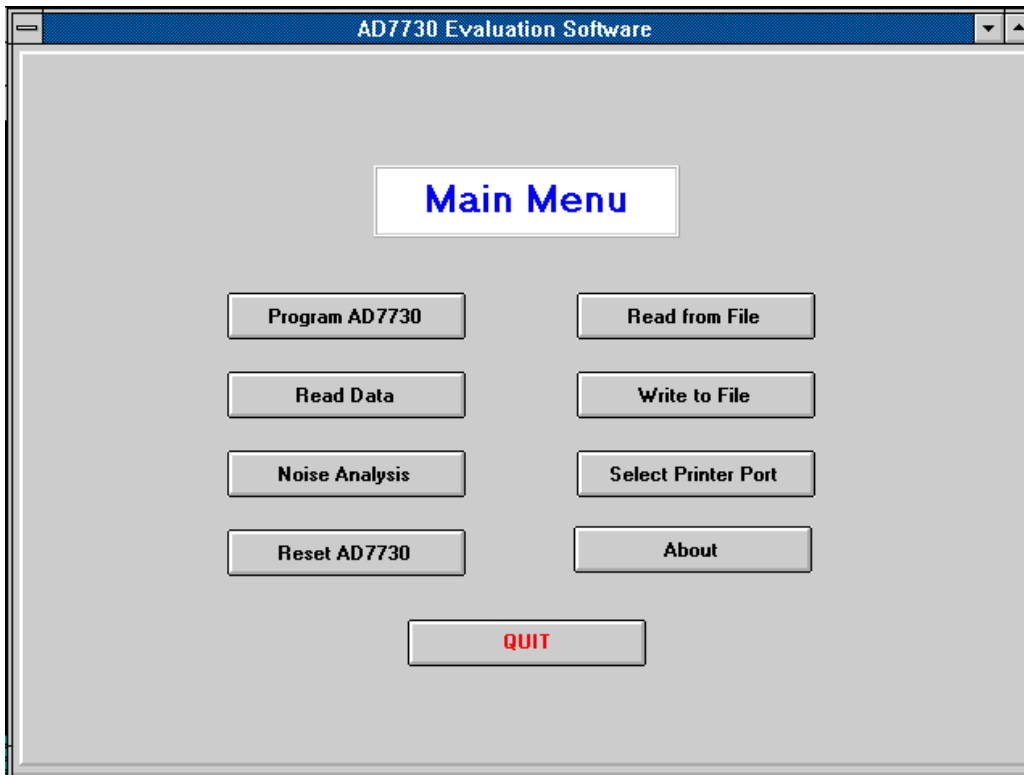 AD7730 Evaluation Software
Main Menu
Program AD7730
Read from File
Read Data
Write to File
Noise Analysis
Select Printer Port
Reset AD7730
About
QUIT